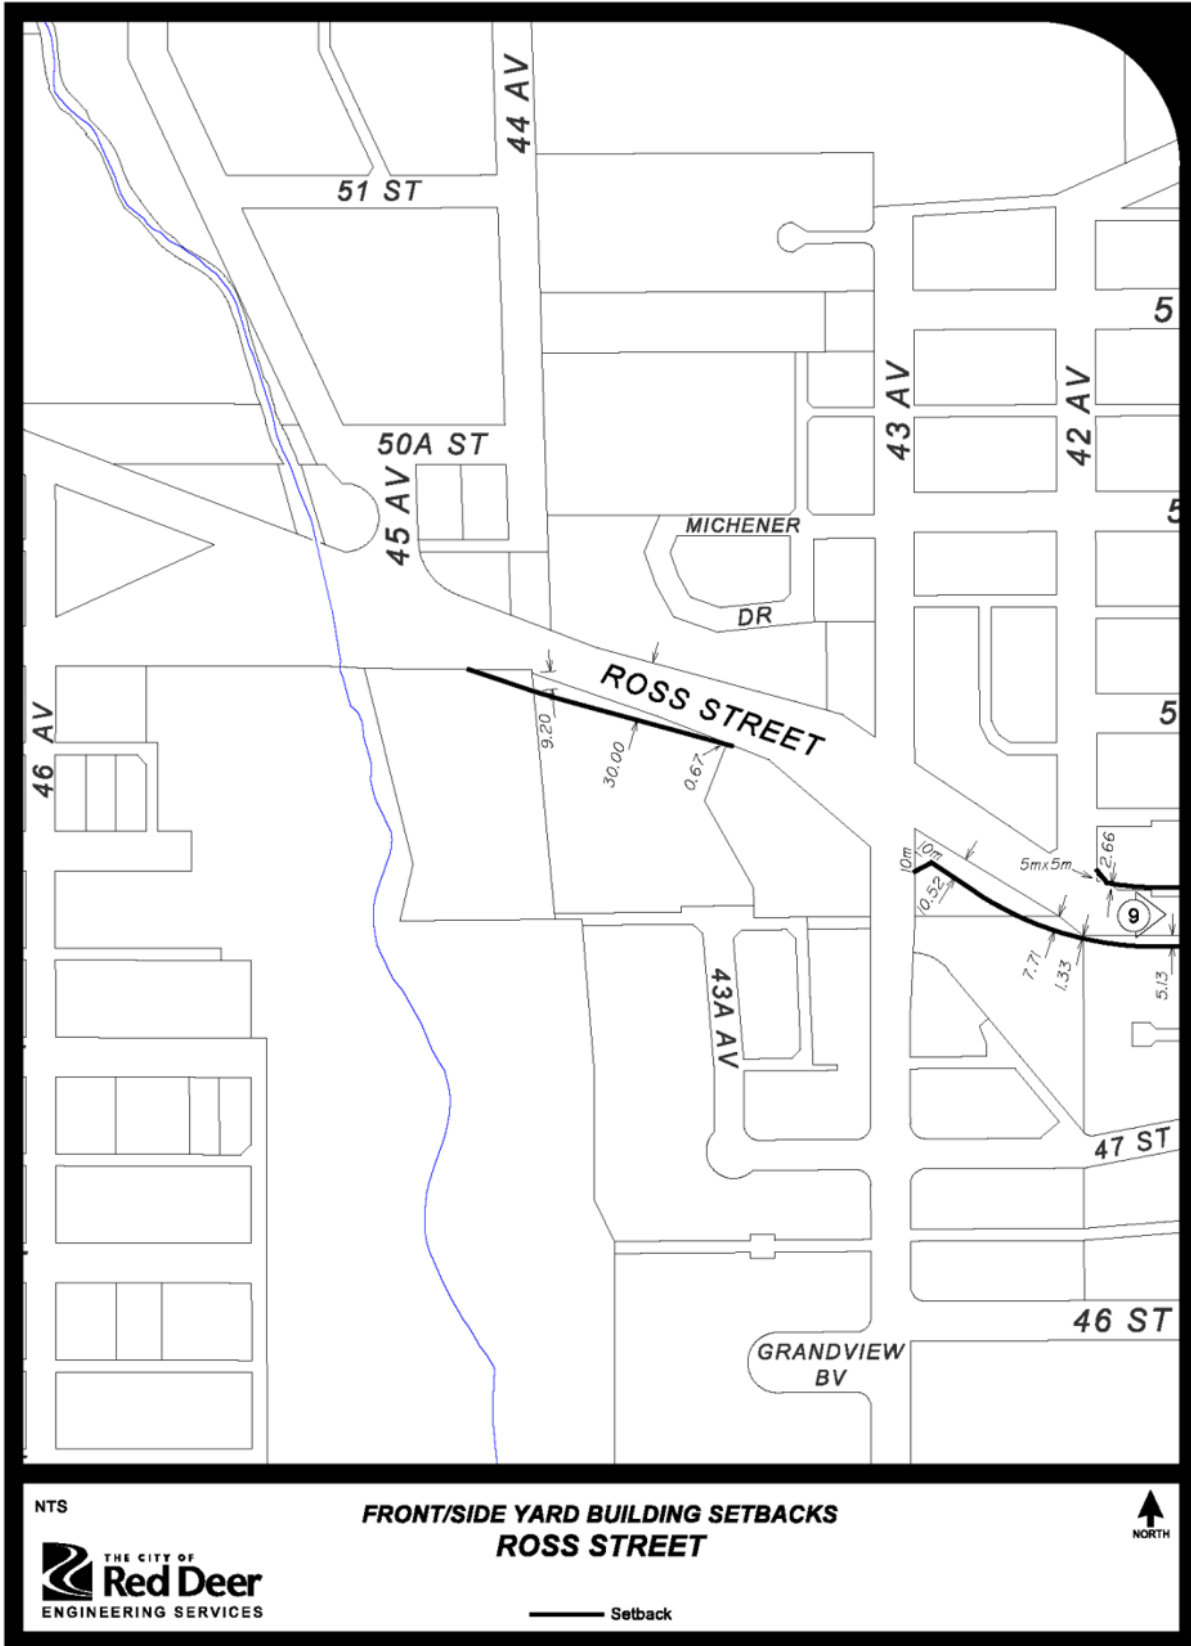 44 AV
51 ST
5
43 AV
42 AV
50A ST
45 AV
5
MICHENER
DR
ROSS STREET
46 AV
9.20
30.00
0.67
5
10m
10m
10.52
5mx5m
2.66
9
7.71
1.33
5.13
43A AV
47 ST
46 ST
GRANDVIEW
BV
NTS
FRONT/SIDE YARD BUILDING SETBACKS
ROSS STREET
NORTH
THE CITY OF
Red Deer
ENGINEERING SERVICES
Setback